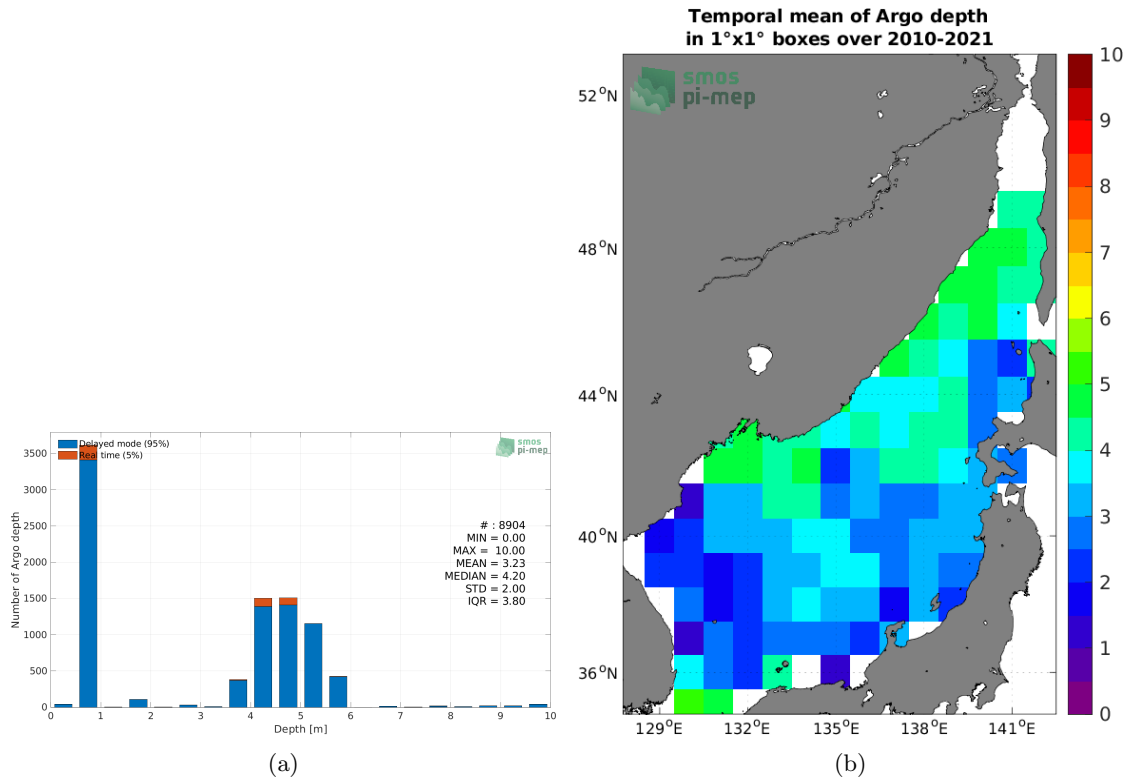 Temporal mean of Argo depth
in 1°x1° boxes over 2010-2021
smos
pi-mep
52°N
48°N
44°N
40°N
36°N
129°E
132°E
135°E
138°E
141°E
10
9
8
7
6
5
4
3
2
1
0
Delayed mode (95%)
Real time (5%)
smos
pi-mep
# : 8904
MIN = 0.00
MAX = 10.00
MEAN = 3.23
MEDIAN = 4.20
STD = 2.00
IQR = 3.80
Number of Argo depth
3500
3000
2500
2000
1500
1000
500
0
0 1 2 3 4 5 6 7 8 9 10
Depth [m]
(a)
(b)